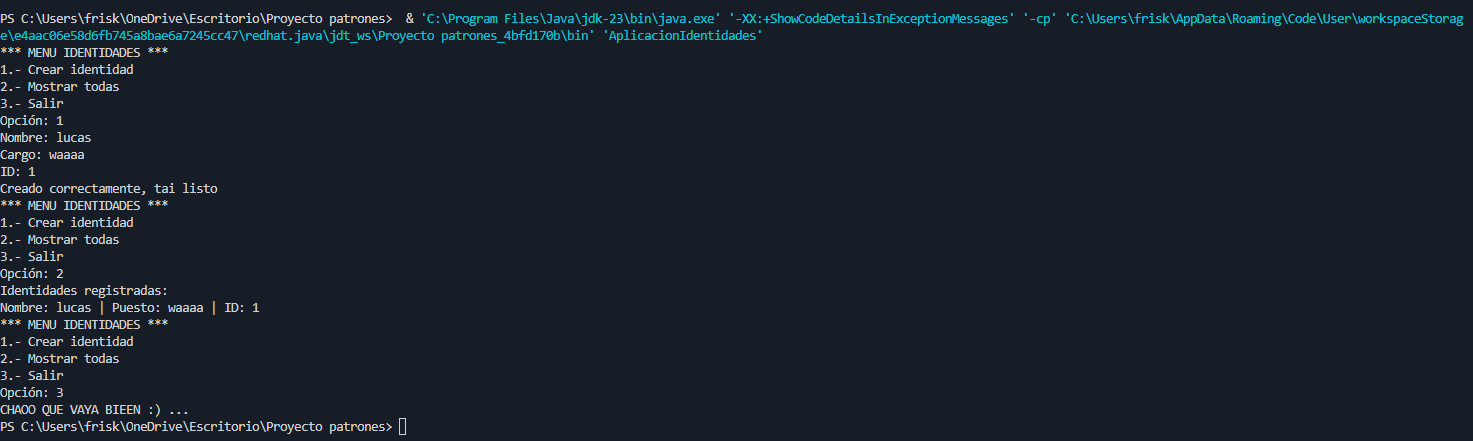 PS C:\Users\frisk\OneDrive\Escritorio\Proyecto patrones>  & 'C:\Program Files\Java\jdk-23\bin\java.exe' '-XX:+ShowCodeDetailsInExceptionMessages' '-cp' 'C:\Users\frisk\AppData\Roaming\Code\User\workspaceStorag
e\e4aac06e58d6fb745a8bae6a7245cc47\redhat.java\jdt_ws\Proyecto patrones_4bfd170b\bin' 'AplicacionIdentidades'
*** MENU IDENTIDADES ***
1.- Crear identidad
2.- Mostrar todas
3.- Salir
Opción: 1
Nombre: lucas
Cargo: waaaa
ID: 1
Creado correctamente, tai listo
*** MENU IDENTIDADES ***
1.- Crear identidad
2.- Mostrar todas
3.- Salir
Opción: 2
Identidades registradas:
Nombre: lucas | Puesto: waaaa | ID: 1
*** MENU IDENTIDADES ***
1.- Crear identidad
2.- Mostrar todas
3.- Salir
Opción: 3
CHAOO QUE VAYA BIEEN :) ...
PS C:\Users\frisk\OneDrive\Escritorio\Proyecto patrones>